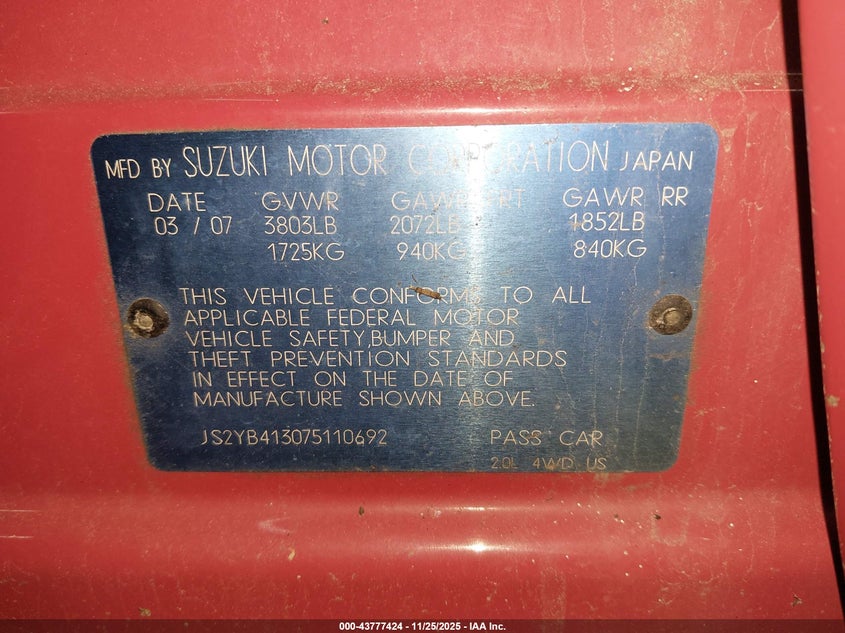 MFD BY SUZUKI MOTOR CORPORATION JAPAN
DATE GVWR GAWR FRT GAWR RR
03 / 07 3803LB 2072LB 1852LB
1725KG 940KG 840KG
THIS VEHICLE CONFORMS TO ALL
APPLICABLE FEDERAL MOTOR
VEHICLE SAFETY,BUMPER AND
THEFT PREVENTION STANDARDS
IN EFFECT ON THE DATE OF
MANUFACTURE SHOWN ABOVE.
JS2YB413075110692 PASS CAR
2.0L 4WD US
000-43777424 - 11/25/2025 - IAA Inc.